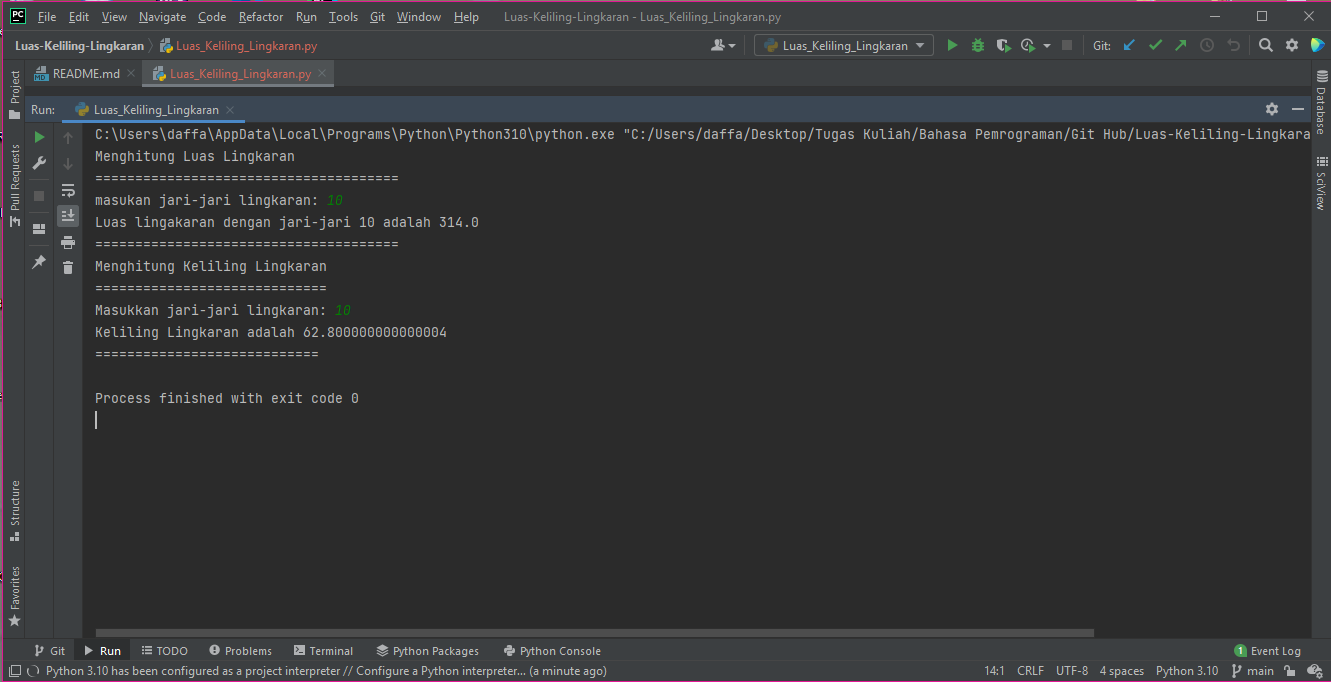 PC File Edit View Navigate Code Refactor Run Tools Git Window Help Luas-Keliling-Lingkaran - Luas_Keliling_Lingkaran.py
Luas-Keliling-Lingkaran Luas_Keliling_Lingkaran.py Luas_Keliling_Lingkaran Git:
README.md Luas_Keliling_Lingkaran.py
Run: Luas_Keliling_Lingkaran
Project
Pull Requests
Structure
Favorites
C:\Users\daffa\AppData\Local\Programs\Python\Python310\python.exe "C:/Users/daffa/Desktop/Tugas Kuliah/Bahasa Pemrograman/Git Hub/Luas-Keliling-Lingkara
Menghitung Luas Lingkaran
======================================
masukan jari-jari lingkaran: 10
Luas lingakaran dengan jari-jari 10 adalah 314.0
======================================
Menghitung Keliling Lingkaran
=============================
Masukkan jari-jari lingkaran: 10
Keliling Lingkaran adalah 62.800000000000004
============================
Process finished with exit code 0
Database
SciView
Git Run TODO Problems Terminal Python Packages Python Console 1 Event Log
Python 3.10 has been configured as a project interpreter // Configure a Python interpreter... (a minute ago) 14:1 CRLF UTF-8 4 spaces Python 3.10 main